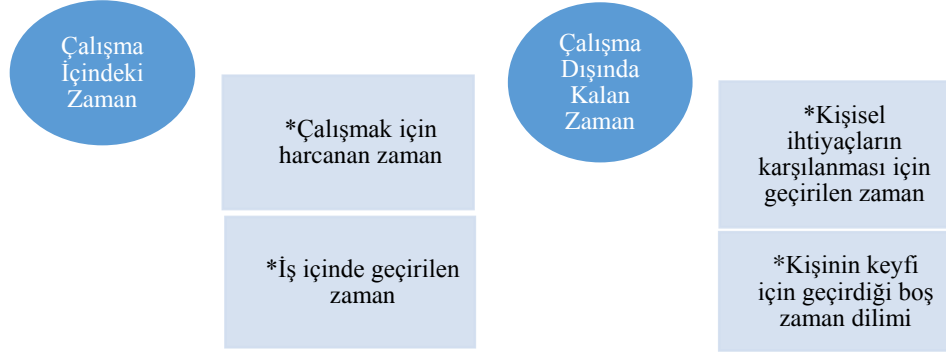 Çalışma
İçindeki
Zaman
*Çalışmak için
harcanan zaman
*İş içinde geçirilen
zaman
Çalışma
Dışında
Kalan
Zaman
*Kişisel
ihtiyaçların
karşılanması için
geçirilen zaman
*Kişinin keyfi
için geçirdiği boş
zaman dilimi